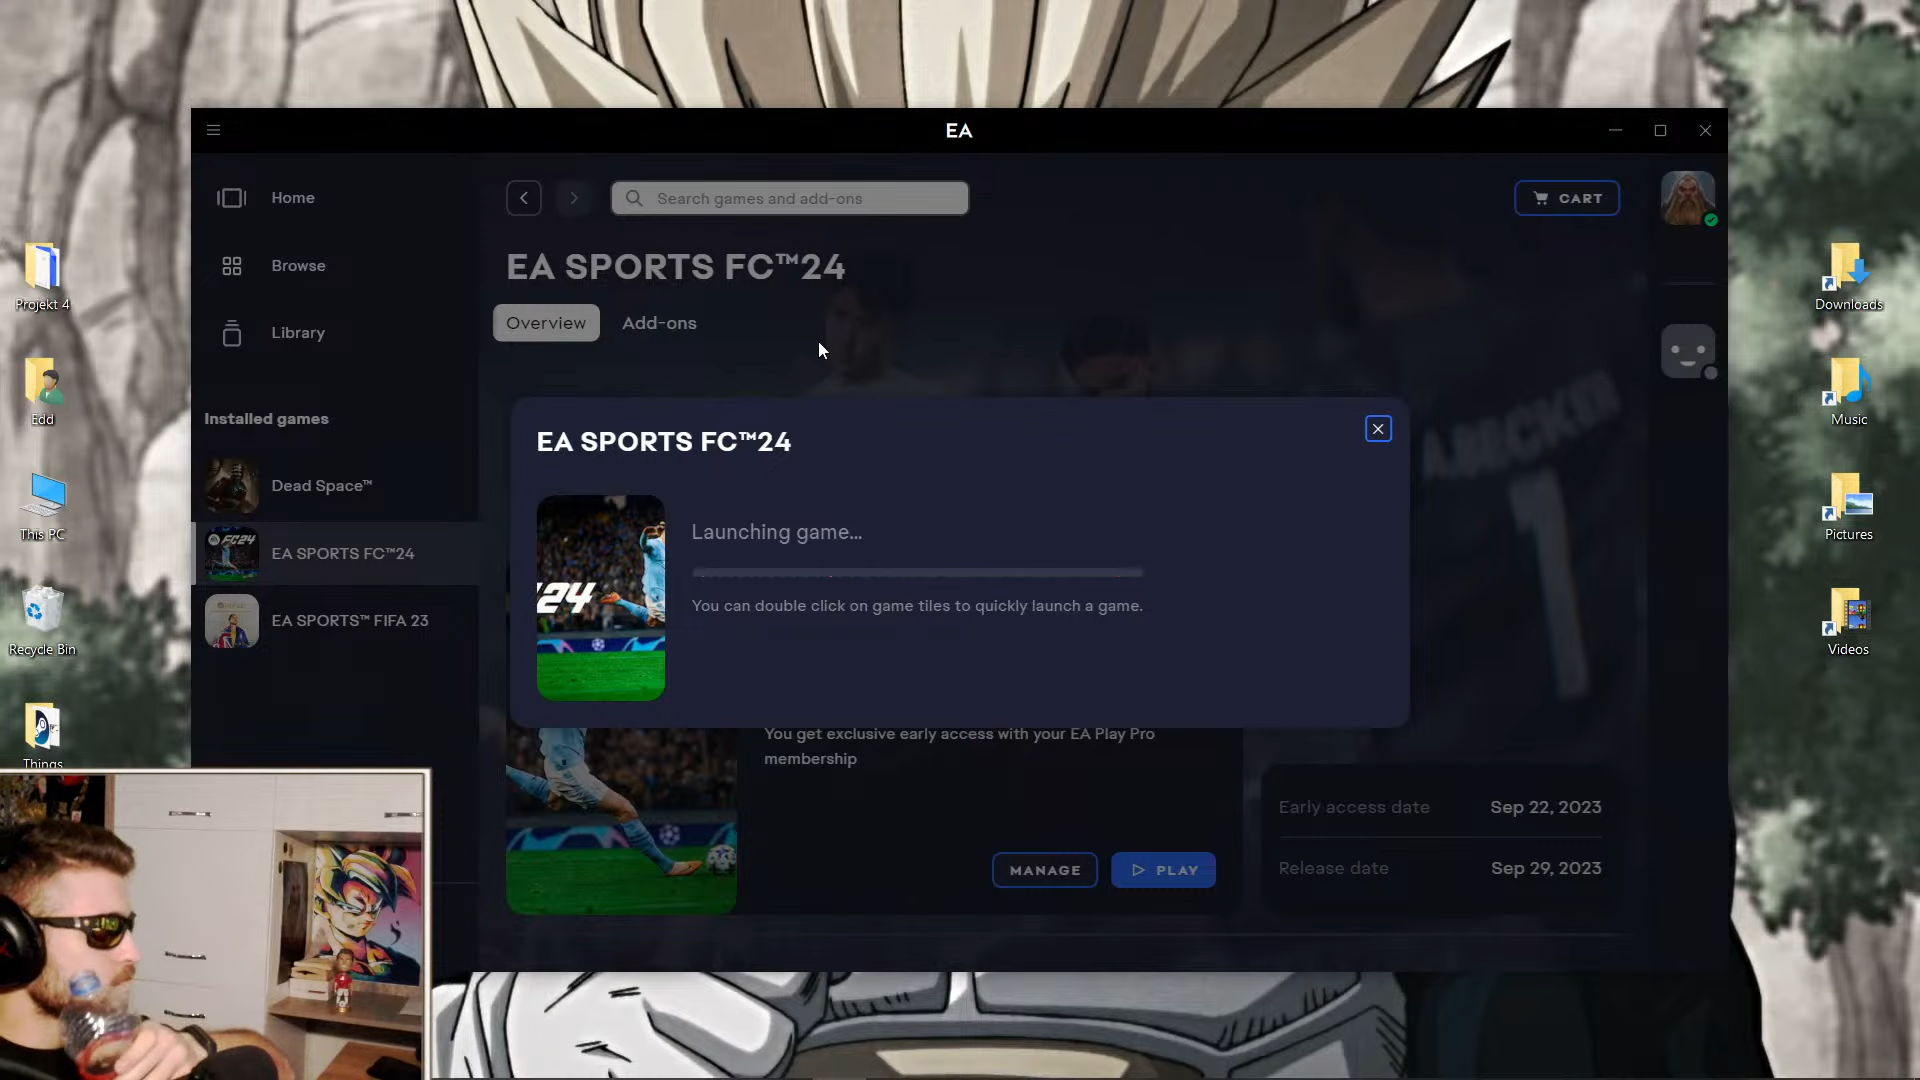 EA
Home
Browse
Library
Installed games
Dead Space™
EA SPORTS FC™24
EA SPORTS™ FIFA 23
Search games and add-ons
CART
EA SPORTS FC™24
Overview
Add-ons
EA SPORTS FC™24
Launching game...
You can double click on game tiles to quickly launch a game.
24
FC24
A.BECKER
1
You get exclusive early access with your EA Play Pro
membership
MANAGE
PLAY
Early access date
Sep 22, 2023
Release date
Sep 29, 2023
Projekt 4
Edd
This PC
Recycle Bin
Things
Downloads
Music
Pictures
Videos